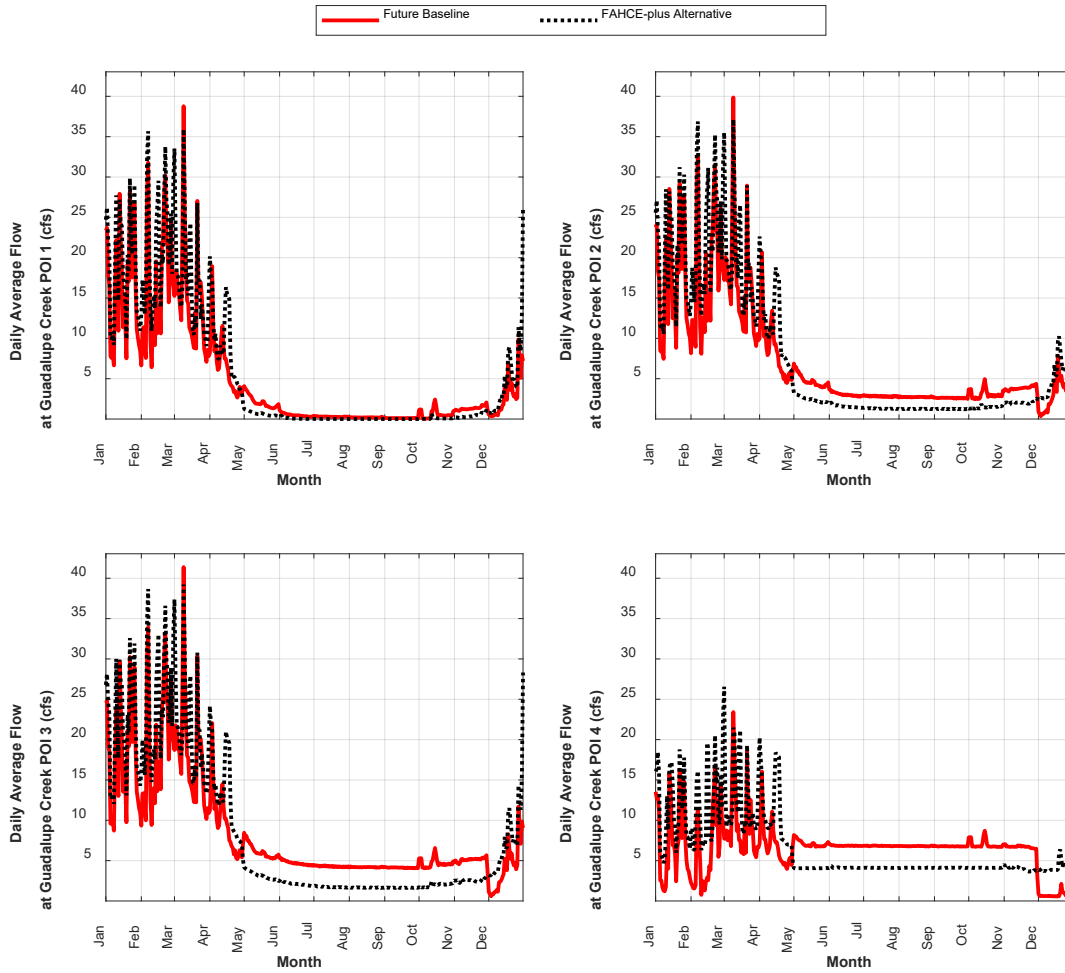 Future Baseline FAHCE-plus Alternative
Daily Average Flow
at Guadalupe Creek POI 1 (cfs)
40
35
30
25
20
15
10
5
Jan Feb Mar Apr May Jun Jul Aug Sep Oct Nov Dec
Month
Daily Average Flow
at Guadalupe Creek POI 2 (cfs)
40
35
30
25
20
15
10
5
Jan Feb Mar Apr May Jun Jul Aug Sep Oct Nov Dec
Month
Daily Average Flow
at Guadalupe Creek POI 3 (cfs)
40
35
30
25
20
15
10
5
Jan Feb Mar Apr May Jun Jul Aug Sep Oct Nov Dec
Month
Daily Average Flow
at Guadalupe Creek POI 4 (cfs)
40
35
30
25
20
15
10
5
Jan Feb Mar Apr May Jun Jul Aug Sep Oct Nov Dec
Month